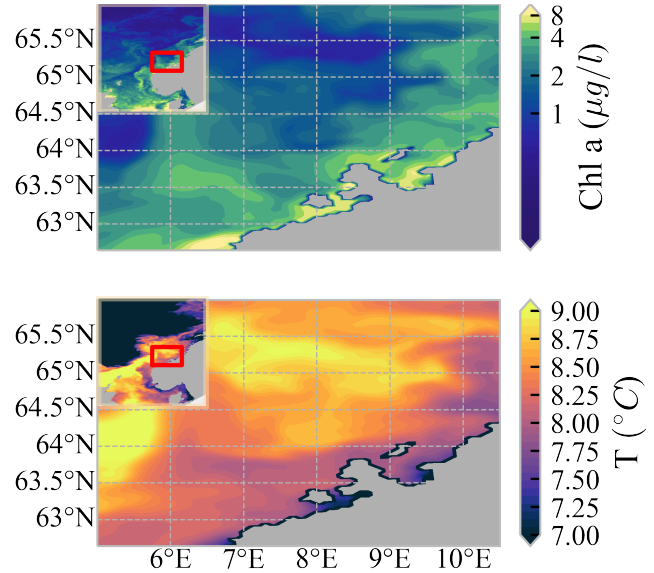 65.5°N
65°N
64.5°N
64°N
63.5°N
63°N
8
4
2
1
Chl a (μg/l)
65.5°N
65°N
64.5°N
64°N
63.5°N
63°N
6°E
7°E
8°E
9°E
10°E
9.00
8.75
8.50
8.25
8.00
7.75
7.50
7.25
7.00
T (°C)